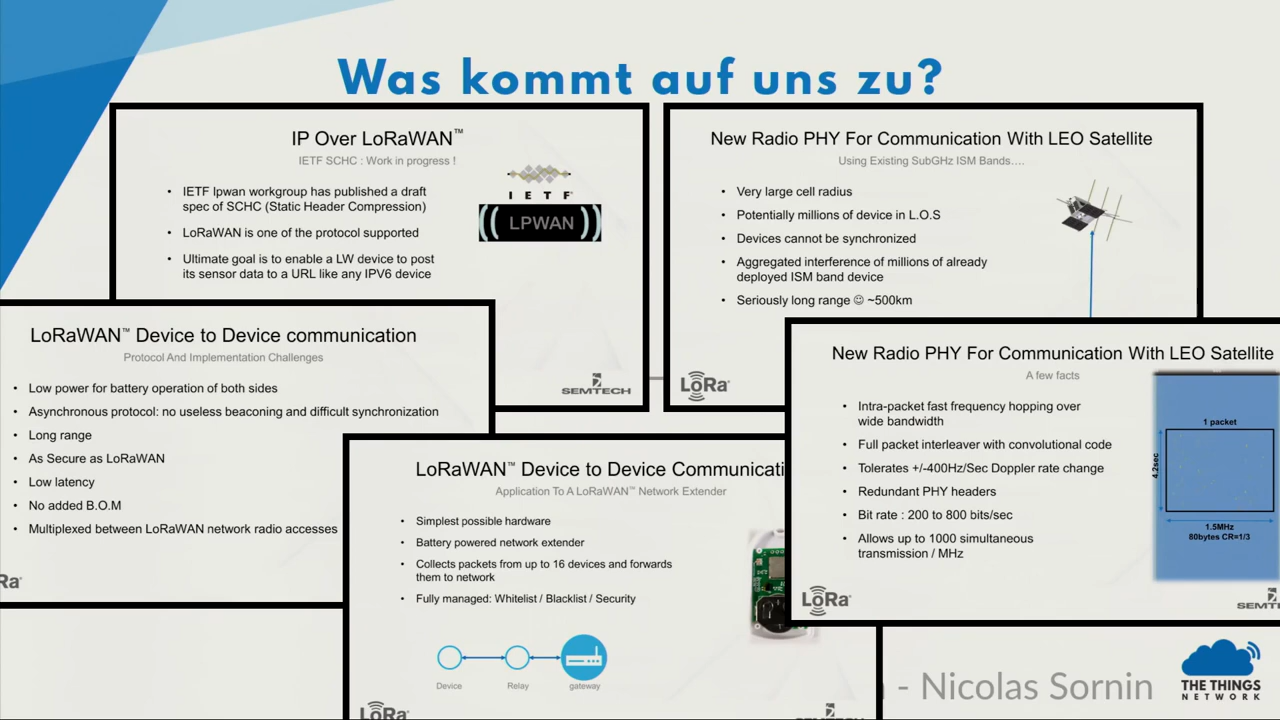 Was kommt auf uns zu?
IP Over LoRaWAN™
IETF SCHC : Work in progress !
• IETF lpwan workgroup has published a draft
spec of SCHC (Static Header Compression)
• LoRaWAN is one of the protocol supported
• Ultimate goal is to enable a LW device to post
its sensor data to a URL like any IPV6 device
I E T F
LPWAN
SEMTECH
New Radio PHY For Communication With LEO Satellite
Using Existing SubGHz ISM Bands....
• Very large cell radius
• Potentially millions of device in L.O.S
• Devices cannot be synchronized
• Aggregated interference of millions of already
deployed ISM band device
• Seriously long range ☺ ~500km
LoRa
LoRaWAN™ Device to Device communication
Protocol And Implementation Challenges
• Low power for battery operation of both sides
• Asynchronous protocol: no useless beaconing and difficult synchronization
• Long range
• As Secure as LoRaWAN
• Low latency
• No added B.O.M
• Multiplexed between LoRaWAN network radio accesses
Ra
LoRaWAN™ Device to Device Communicati
Application To A LoRaWAN™ Network Extender
• Simplest possible hardware
• Battery powered network extender
• Collects packets from up to 16 devices and forwards
them to network
• Fully managed: Whitelist / Blacklist / Security
Device
Relay
gateway
LoRa
New Radio PHY For Communication With LEO Satellite
A few facts
• Intra-packet fast frequency hopping over
wide bandwidth
• Full packet interleaver with convolutional code
• Tolerates +/-400Hz/Sec Doppler rate change
• Redundant PHY headers
• Bit rate : 200 to 800 bits/sec
• Allows up to 1000 simultaneous
transmission / MHz
1 packet
4.2sec
1.5MHz
80bytes CR=1/3
LoRa
SEMT
- Nicolas Sornin
THE THINGS
NETWORK